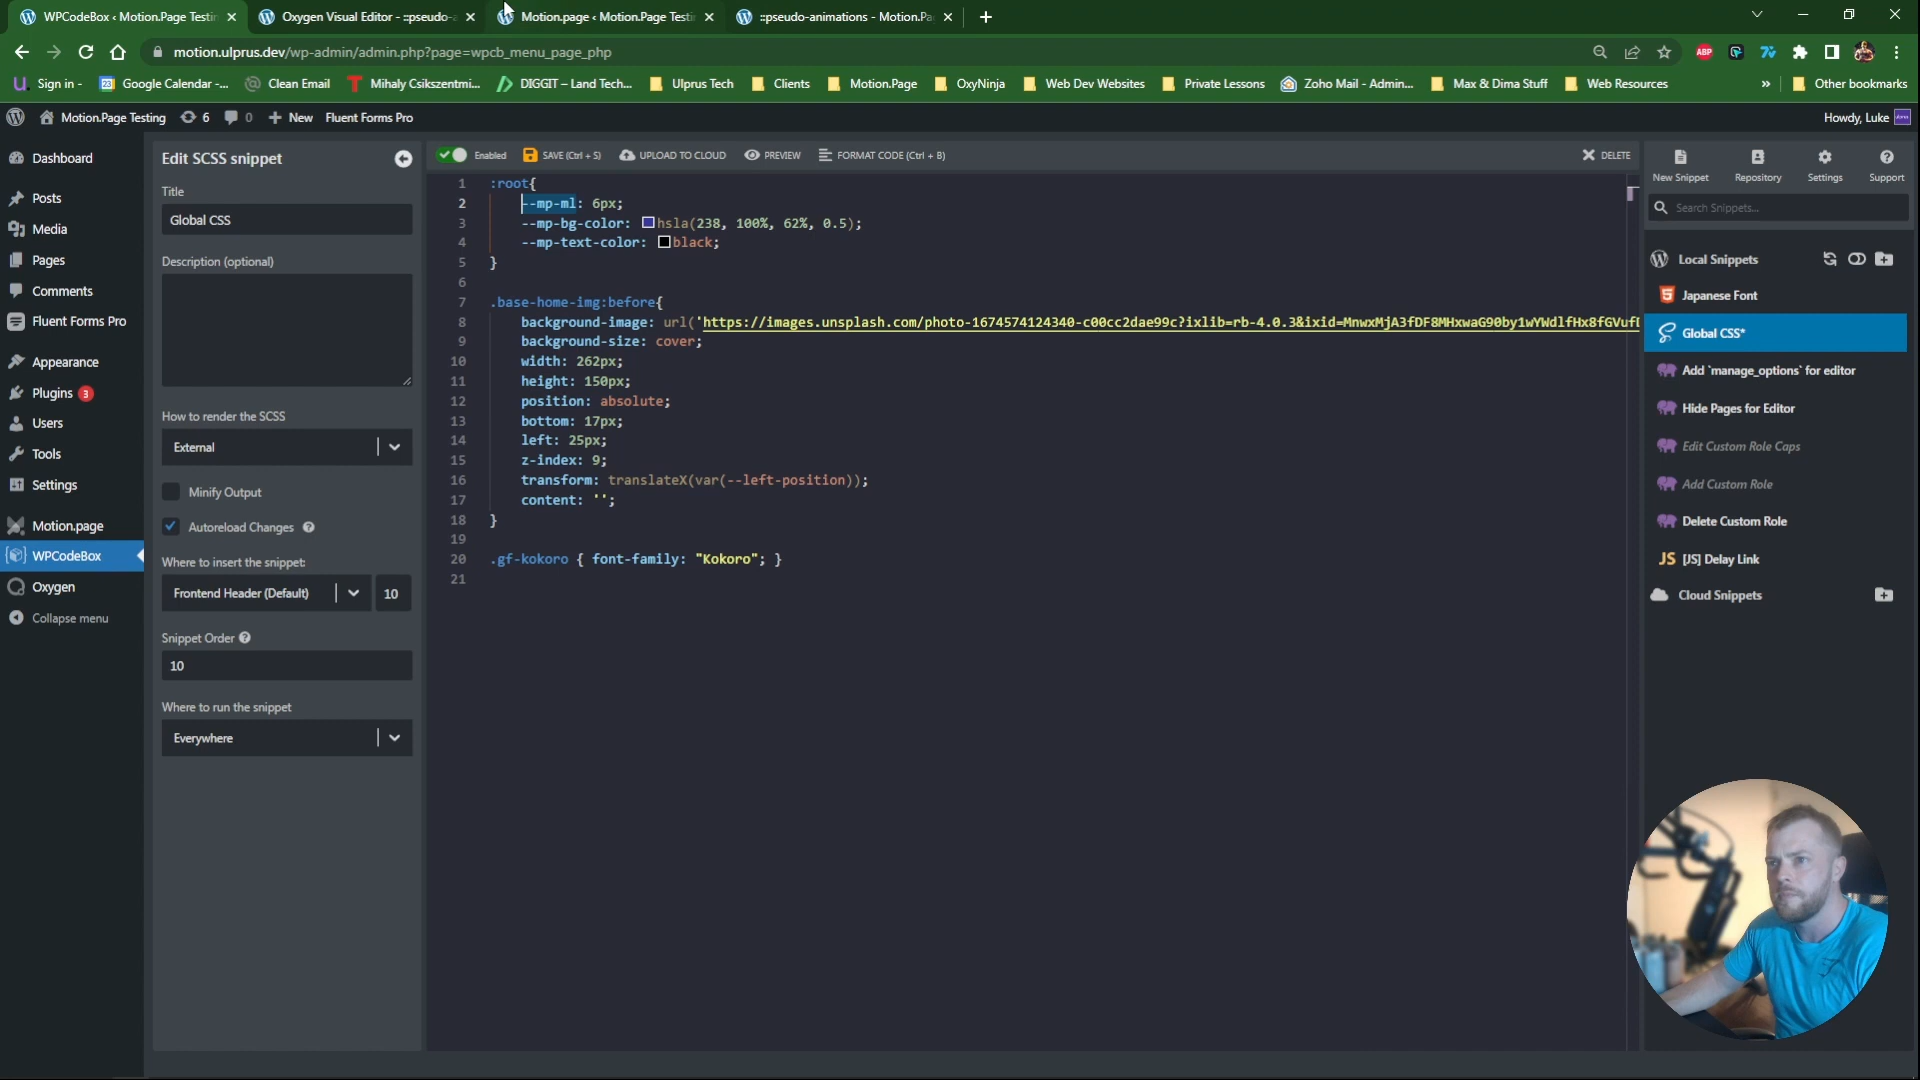 WPCodeBox ‹ Motion.Page Testin
Oxygen Visual Editor - ::pseudo-a
Motion.page ‹ Motion.Page Testi
::pseudo-animations - Motion.Pa
motion.ulprus.dev/wp-admin/admin.php?page=wpcb_menu_page_php
Sign in -
Google Calendar -...
Clean Email
Mihaly Csikszentmi...
DIGGIT – Land Tech...
Ulprus Tech
Clients
Motion.Page
OxyNinja
Web Dev Websites
Private Lessons
Zoho Mail - Admin...
Max & Dima Stuff
Web Resources
»
Other bookmarks
Motion.Page Testing
6
0
New
Fluent Forms Pro
Howdy, Luke
Dashboard
Posts
Media
Pages
Comments
Fluent Forms Pro
Appearance
Plugins 3
Users
Tools
Settings
Motion.page
WPCodeBox
Oxygen
Collapse menu
Edit SCSS snippet
Title
Global CSS
Description (optional)
How to render the SCSS
External
Minify Output
Autoreload Changes
Where to insert the snippet:
Frontend Header (Default)
10
Snippet Order
10
Where to run the snippet
Everywhere
Enabled
SAVE (Ctrl + S)
UPLOAD TO CLOUD
PREVIEW
FORMAT CODE (Ctrl + B)
DELETE
1 :root{
2 --mp-ml: 6px;
3 --mp-bg-color: hsla(238, 100%, 62%, 0.5);
4 --mp-text-color: black;
5 }
6
7 .base-home-img:before{
8 background-image: url('https://images.unsplash.com/photo-1674574124340-c00cc2dae99c?ixlib=rb-4.0.3&ixid=MnwxMjA3fDF8MHxwaG90by1wYWdlfHx8fGVufD
9 background-size: cover;
10 width: 262px;
11 height: 150px;
12 position: absolute;
13 bottom: 17px;
14 left: 25px;
15 z-index: 9;
16 transform: translateX(var(--left-position));
17 content: '';
18 }
19
20 .gf-kokoro { font-family: "Kokoro"; }
21
New Snippet
Repository
Settings
Support
Search Snippets...
Local Snippets
Japanese Font
Global CSS*
Add `manage_options` for editor
Hide Pages for Editor
Edit Custom Role Caps
Add Custom Role
Delete Custom Role
JS [JS] Delay Link
Cloud Snippets